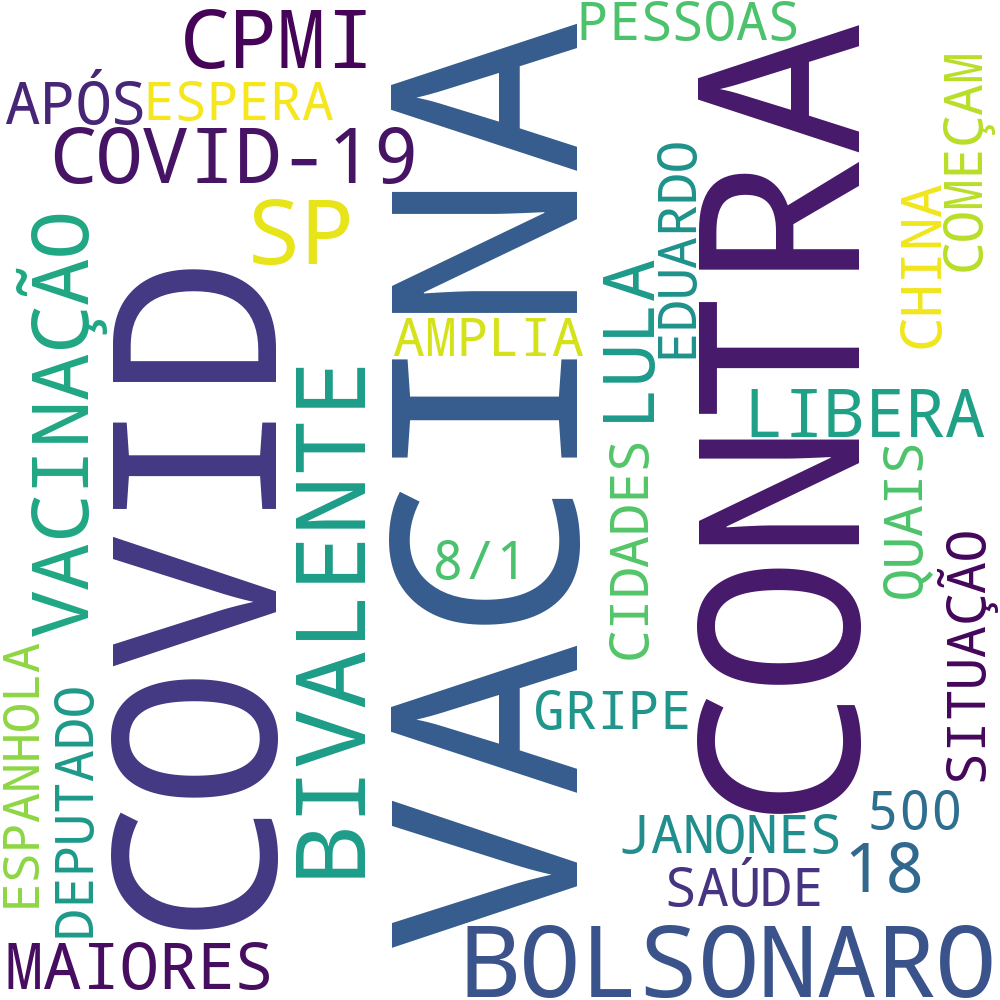 CPMI
PESSOAS
APÓS
ESPERA
COVID-19
SP
VACINAÇÃO
COVID
BIVALENTE
VACINA
AMPLIA
8/1
LULA
EDUARDO
CONTRA
CHINA
COMEÇAM
LIBERA
CIDADES
QUAIS
SITUAÇÃO
GRIPE
ESPANHOLA
DEPUTADO
JANONES
500
SAÚDE
18
MAIORES
BOLSONARO